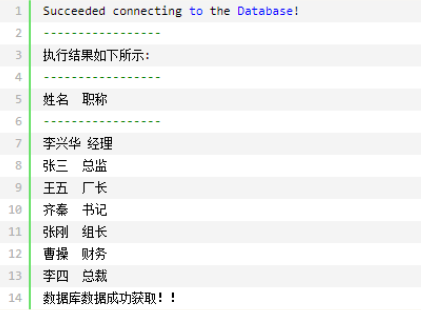 1 Succeeded connecting to the Database!
2 -----------------
3 执行结果如下所示:
4 -----------------
5 姓名 职称
6 -----------------
7 李兴华 经理
8 张三 总监
9 王五 厂长
10 齐秦 书记
11 张刚 组长
12 曹操 财务
13 李四 总裁
14 数据库数据成功获取！！